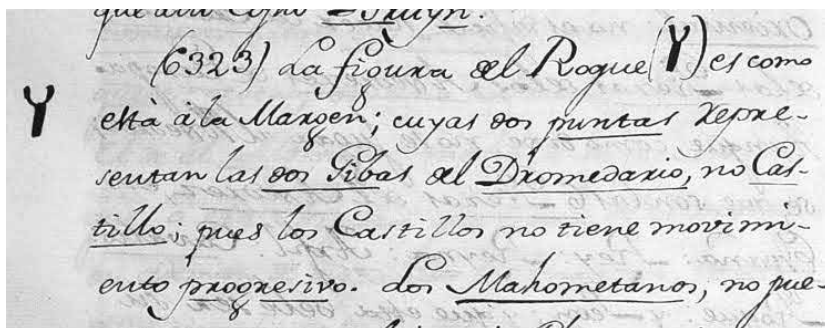 (6323) La figura del Roque (Y) es como
Y està à la Margen; cuyas dos puntas repre-
sentan las dos Gibas del Dromedario, no Cas-
tillo; pues los Castillos no tiene movimi-
ento progresivo. Los Mahometanos, no pue-